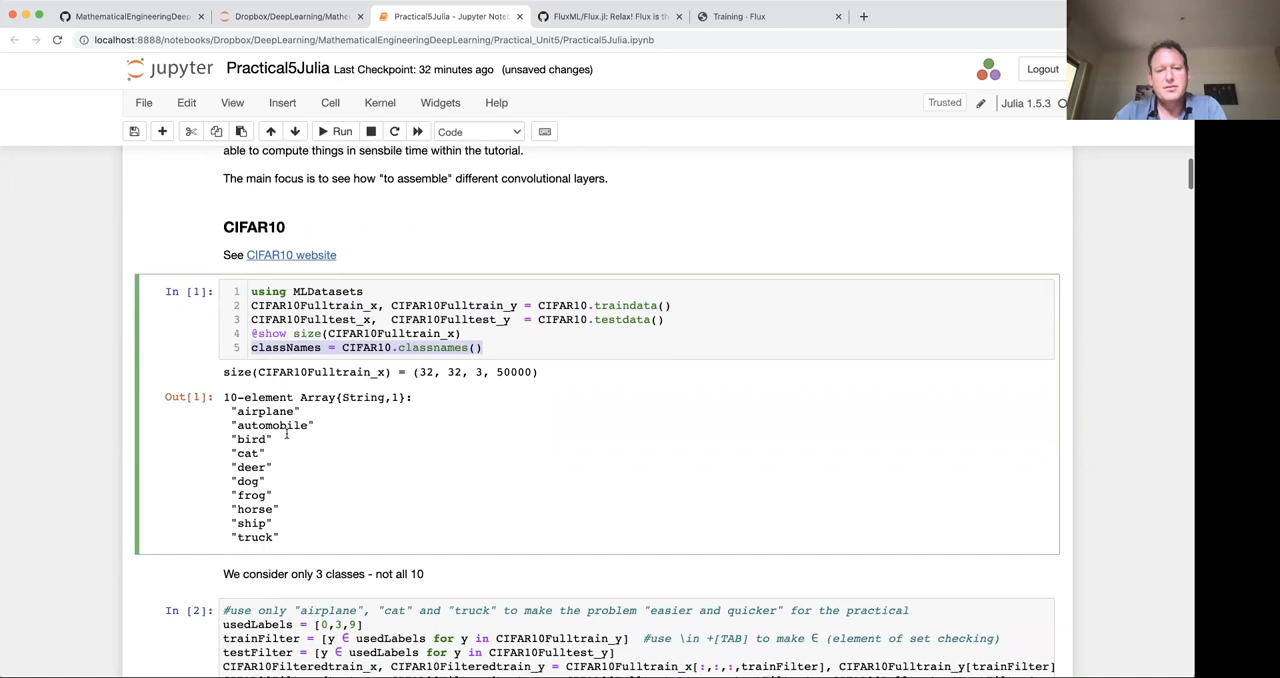 MathematicalEngineeringDeep
Dropbox/DeepLearning/Mathe
Practical5Julia - Jupyter Note
FluxML/Flux.jl: Relax! Flux is th
Training · Flux
localhost:8888/notebooks/Dropbox/DeepLearning/MathematicalEngineeringDeepLearning/Practical_Unit5/Practical5Julia.ipynb
jupyter Practical5Julia Last Checkpoint: 32 minutes ago (unsaved changes) Logout
File Edit View Insert Cell Kernel Widgets Help Trusted Julia 1.5.3
Run Code
able to compute things in sensbile time within the tutorial.
The main focus is to see how "to assemble" different convolutional layers.
CIFAR10
See CIFAR10 website
In [1]: 1 using MLDatasets
2 CIFAR10Fulltrain_x, CIFAR10Fulltrain_y = CIFAR10.traindata()
3 CIFAR10Fulltest_x, CIFAR10Fulltest_y = CIFAR10.testdata()
4 @show size(CIFAR10Fulltrain_x)
5 classNames = CIFAR10.classnames()
size(CIFAR10Fulltrain_x) = (32, 32, 3, 50000)
Out[1]: 10-element Array{String,1}:
"airplane"
"automobile"
"bird"
"cat"
"deer"
"dog"
"frog"
"horse"
"ship"
"truck"
We consider only 3 classes - not all 10
In [2]: #use only "airplane", "cat" and "truck" to make the problem "easier and quicker" for the practical
usedLabels = [0,3,9]
trainFilter = [y ∈ usedLabels for y in CIFAR10Fulltrain_y] #use \in +[TAB] to make ∈ (element of set checking)
testFilter = [y ∈ usedLabels for y in CIFAR10Fulltest_y]
CIFAR10Filteredtrain_x, CIFAR10Filteredtrain_y = CIFAR10Fulltrain_x[:,:,:,trainFilter], CIFAR10Fulltrain_y[trainFilter]